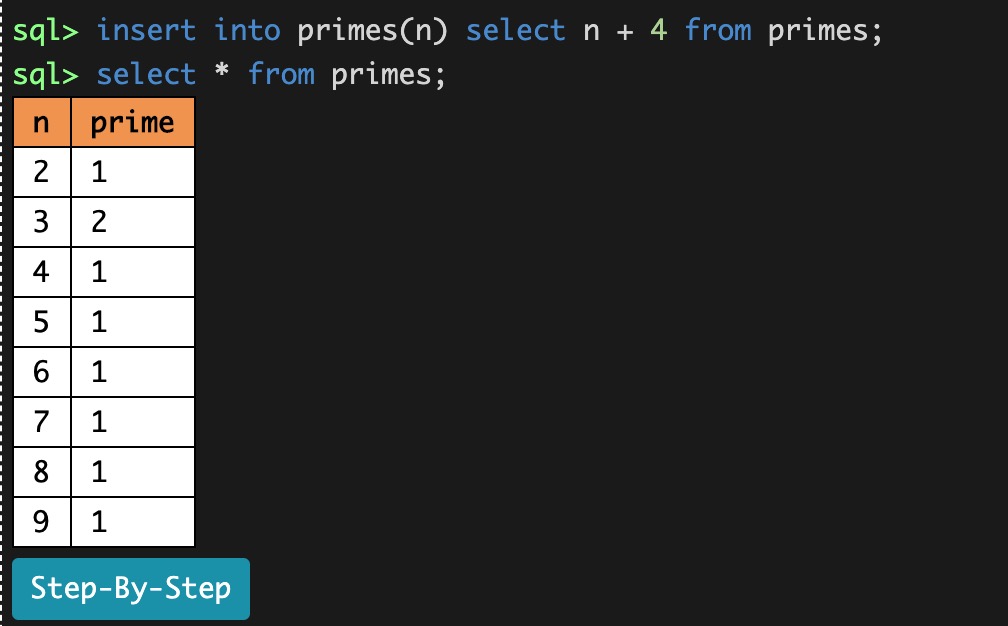 sql> insert into primes(n) select n + 4 from primes;
sql> select * from primes;
n prime
2 1
3 2
4 1
5 1
6 1
7 1
8 1
9 1
Step-By-Step